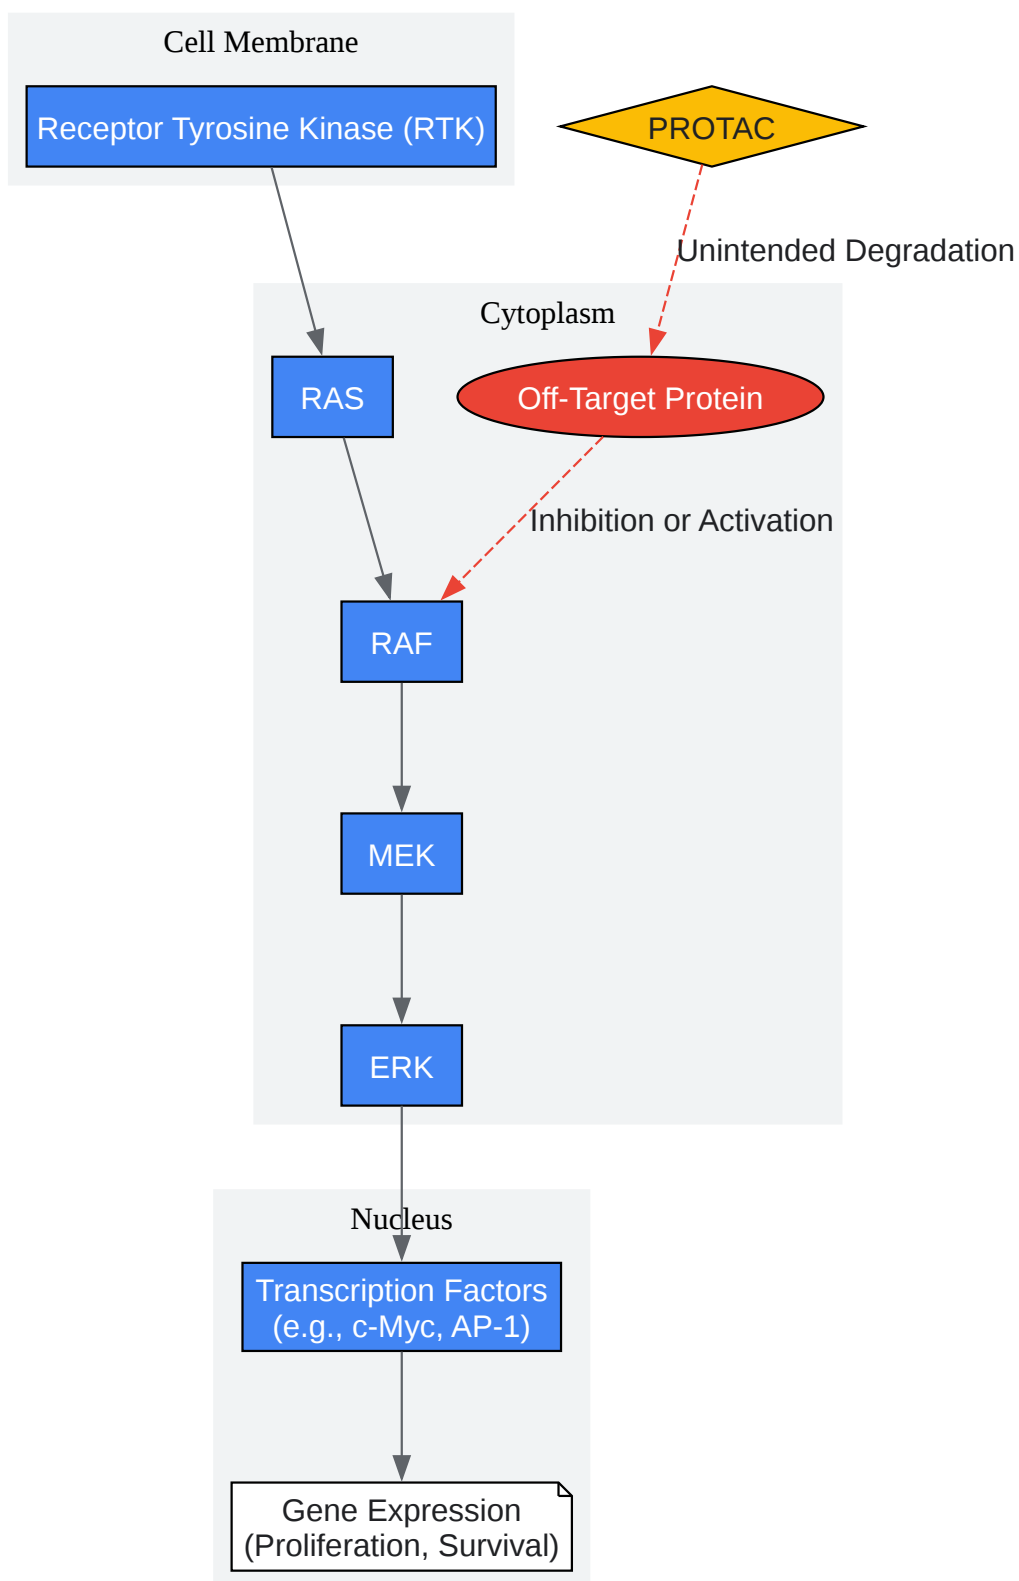 Cell Membrane
Receptor Tyrosine Kinase (RTK)
PROTAC
Unintended Degradation
Cytoplasm
RAS
Off-Target Protein
Inhibition or Activation
RAF
MEK
ERK
Nucleus
Transcription Factors
(e.g., c-Myc, AP-1)
Gene Expression
(Proliferation, Survival)